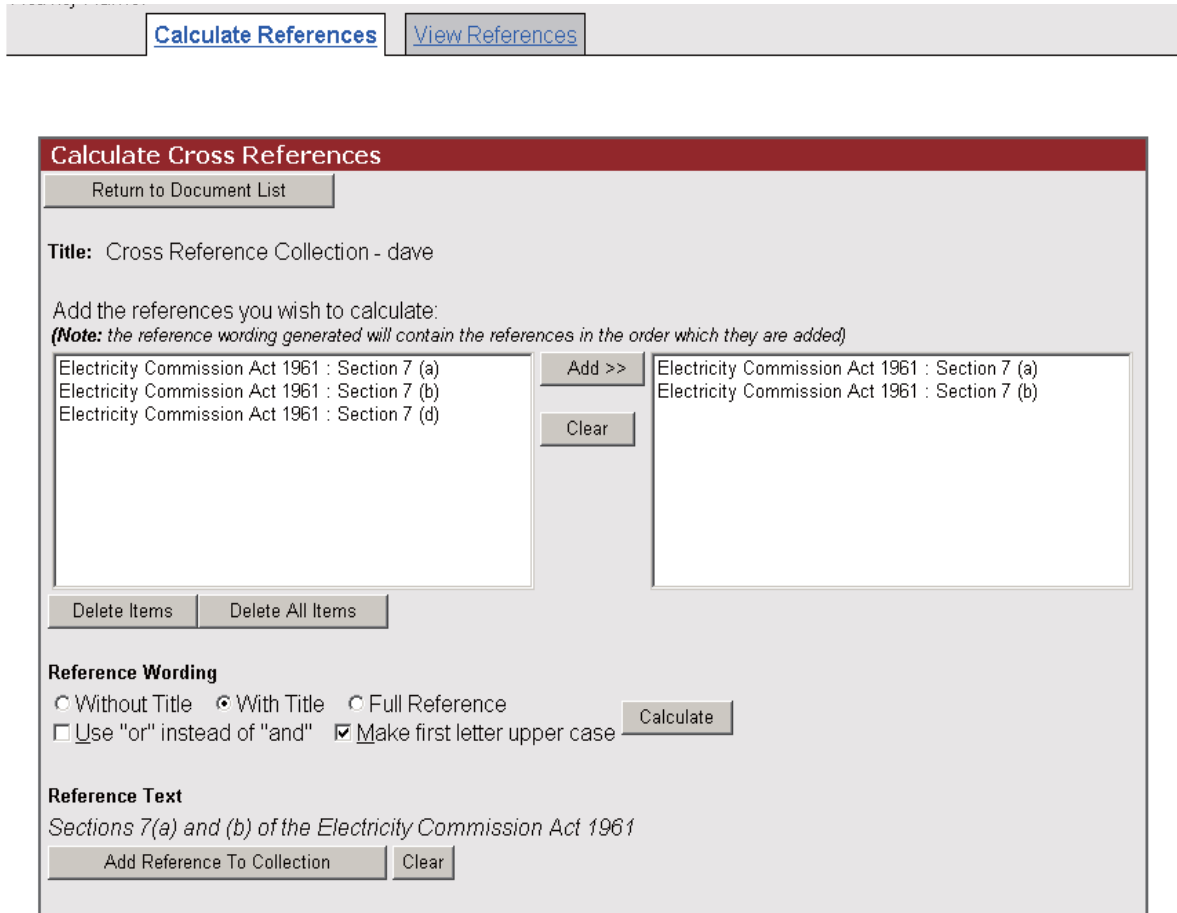 Calculate References View References
Calculate Cross References
Return to Document List
Title: Cross Reference Collection - dave
Add the references you wish to calculate:
(Note: the reference wording generated will contain the references in the order which they are added)
Electricity Commission Act 1961 : Section 7 (a)
Electricity Commission Act 1961 : Section 7 (b)
Electricity Commission Act 1961 : Section 7 (d)
Add >>
Clear
Electricity Commission Act 1961 : Section 7 (a)
Electricity Commission Act 1961 : Section 7 (b)
Delete Items Delete All Items
Reference Wording
Without Title With Title Full Reference
Use "or" instead of "and" Make first letter upper case
Calculate
Reference Text
Sections 7(a) and (b) of the Electricity Commission Act 1961
Add Reference To Collection Clear